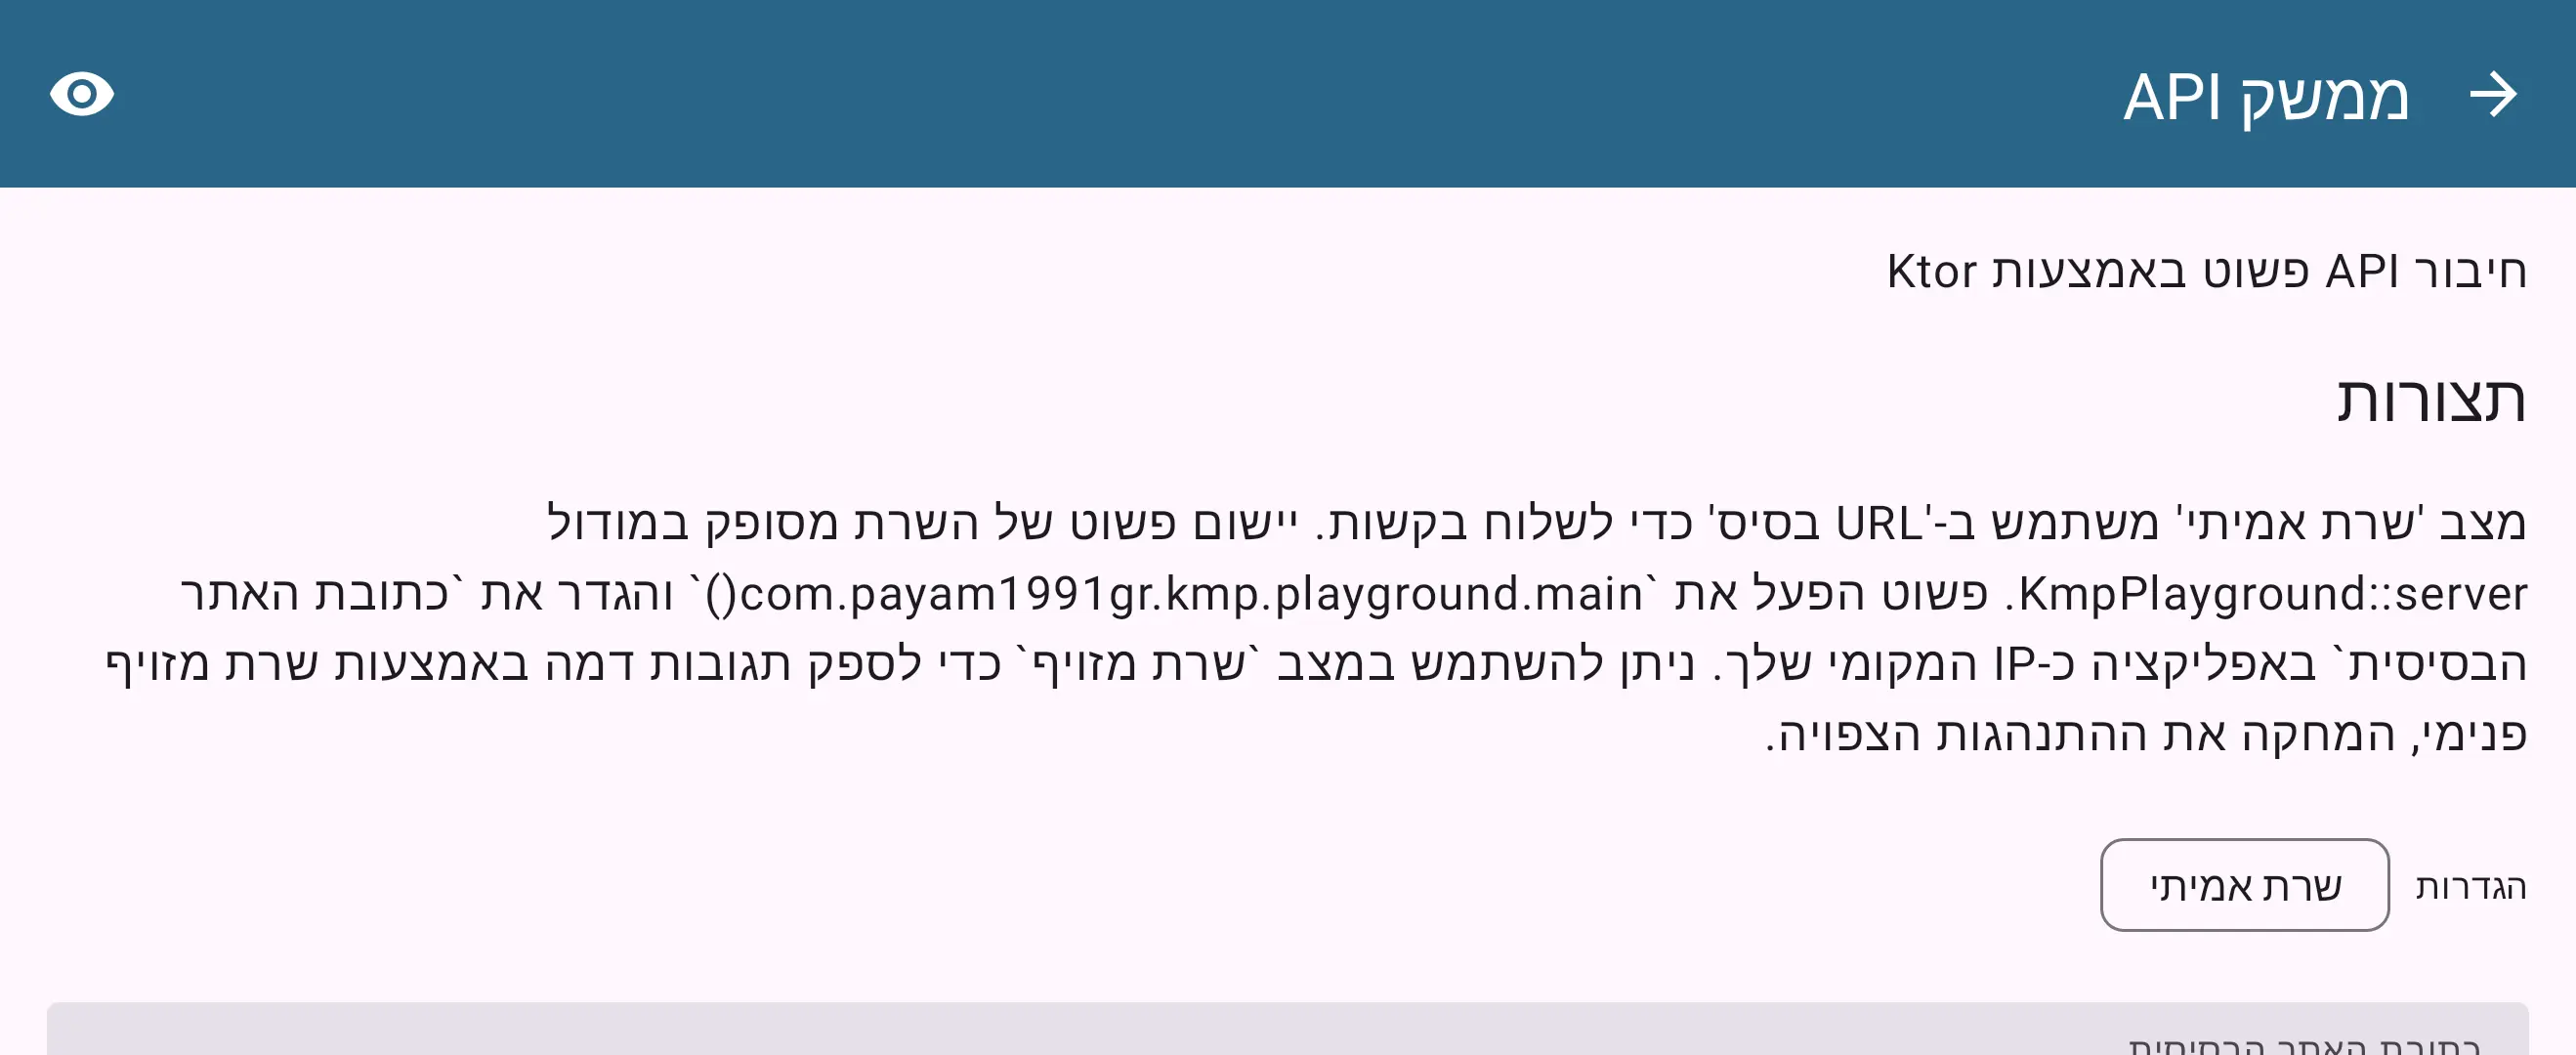 ממשק API
חיבור API פשוט באמצעות Ktor
תצורות
מצב 'שרת אמיתי' משתמש ב-'URL בסיס' כדי לשלוח בקשות. יישום פשוט של השרת מסופק במודול
KmpPlayground::server. פשוט הפעל את `com.payam1991gr.kmp.playground.main()` והגדר את `כתובת האתר
הבסיסית` באפליקציה כ-IP המקומי שלך. ניתן להשתמש במצב `שרת מזויף` כדי לספק תגובות דמה באמצעות שרת מזויף
פנימי, המחקה את ההתנהגות הצפויה.
הגדרות
שרת אמיתי
כתובת האתר הבסיסית